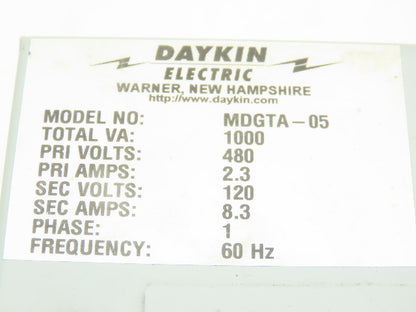 DAYKIN
ELECTRIC
WARNER, NEW HAMPSHIRE
http://www.daykin.com
MODEL NO: MDGTA-05
TOTAL VA: 1000
PRI VOLTS: 480
PRI AMPS: 2.3
SEC VOLTS: 120
SEC AMPS: 8.3
PHASE: 1
FREQUENCY: 60 Hz